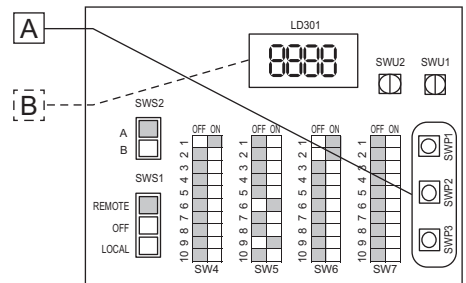 A
LD301
8888
SWU2 SWU1
B
SWS2
A
B
SWS1
REMOTE
OFF
LOCAL
OFF ON
1
2
3
4
5
6
7
8
9
10
SW4
OFF ON
1
2
3
4
5
6
7
8
9
10
SW5
OFF ON
1
2
3
4
5
6
7
8
9
10
SW6
OFF ON
1
2
3
4
5
6
7
8
9
10
SW7
SWP1
SWP2
SWP3